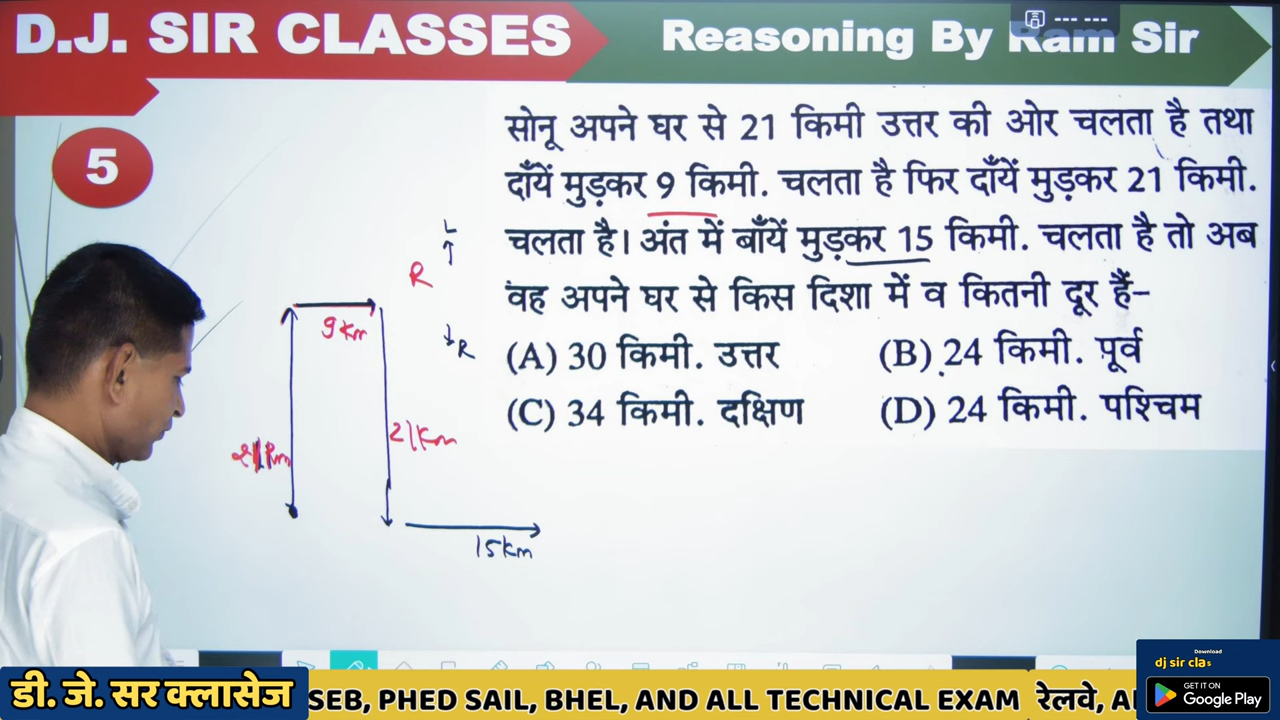 D.J. SIR CLASSES
Reasoning By Ram Sir
5
सोनू अपने घर से 21 किमी उत्तर की ओर चलता है तथा
दाँयें मुड़कर 9 किमी. चलता है फिर दाँयें मुड़कर 21 किमी.
चलता है। अंत में बाँयें मुड़कर 15 किमी. चलता है तो अब
वह अपने घर से किस दिशा में व कितनी दूर हैं-
(A) 30 किमी. उत्तर
(B) 24 किमी. पूर्व
(C) 34 किमी. दक्षिण
(D) 24 किमी. पश्चिम
L
R
R
9 km
21km
15km
Download
dj sir clas
GET IT ON
Google Play
डी. जे. सर क्लासेज
SEB, PHED SAIL, BHEL, AND ALL TECHNICAL EXAM रेलवे,